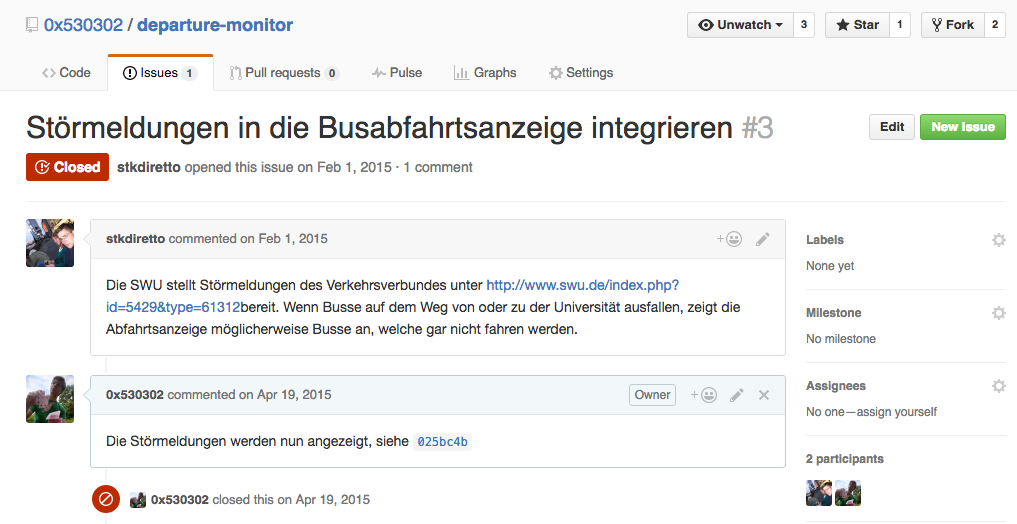 0x530302 / departure-monitor
Unwatch 3
Star 1
Fork 2
Code
Issues 1
Pull requests 0
Pulse
Graphs
Settings
Störmeldungen in die Busabfahrtsanzeige integrieren #3
Edit
New Issue
Closed
stkdiretto opened this issue on Feb 1, 2015 · 1 comment
stkdiretto commented on Feb 1, 2015
Die SWU stellt Störmeldungen des Verkehrsverbundes unter http://www.swu.de/index.php?
id=5429&type=61312bereit. Wenn Busse auf dem Weg von oder zu der Universität ausfallen, zeigt die
Abfahrtsanzeige möglicherweise Busse an, welche gar nicht fahren werden.
0x530302 commented on Apr 19, 2015
Owner
Die Störmeldungen werden nun angezeigt, siehe 025bc4b
0x530302 closed this on Apr 19, 2015
Labels
None yet
Milestone
No milestone
Assignees
No one—assign yourself
2 participants